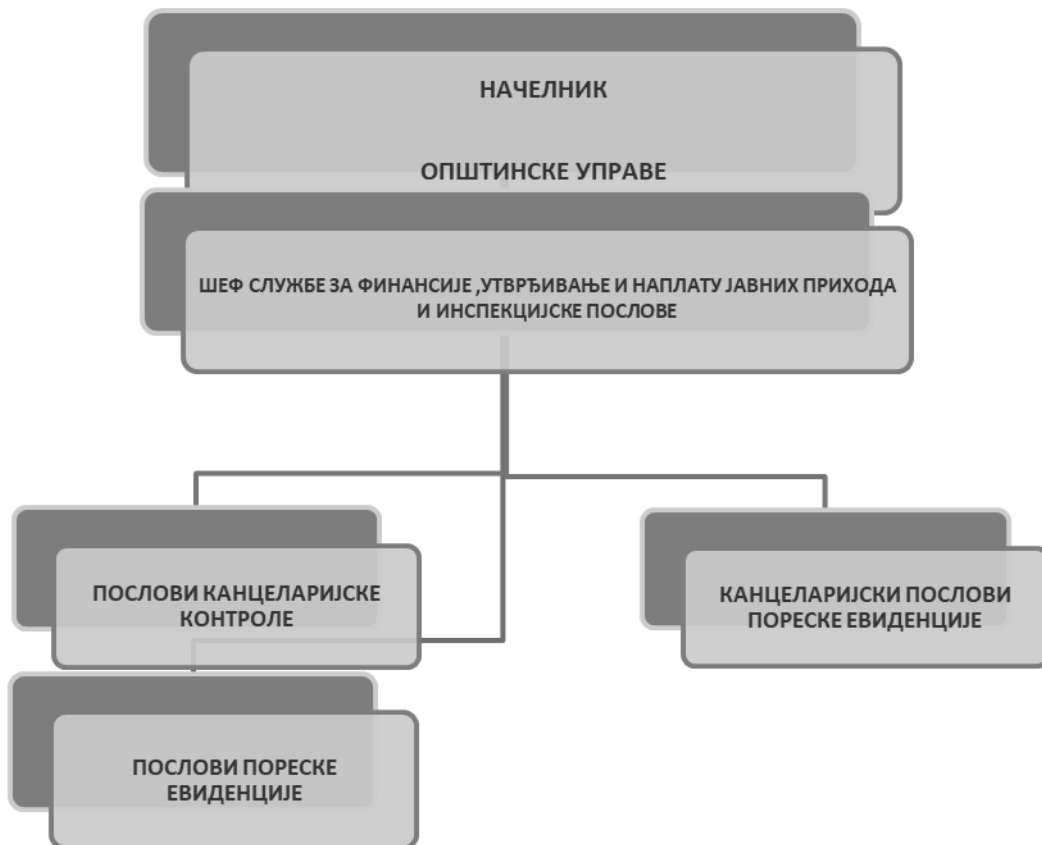 НАЧЕЛНИК
ОПШТИНСКЕ УПРАВЕ
ШЕФ СЛУЖБЕ ЗА ФИНАНСИЈЕ ,УТВРЂИВАЊЕ И НАПЛАТУ ЈАВНИХ ПРИХОДА
И ИНСПЕКЦИЈСКЕ ПОСЛОВЕ
ПОСЛОВИ КАНЦЕЛАРИЈСКЕ
КОНТРОЛЕ
КАНЦЕЛАРИЈСКИ ПОСЛОВИ
ПОРЕСКЕ ЕВИДЕНЦИЈЕ
ПОСЛОВИ ПОРЕСКЕ
ЕВИДЕНЦИЈЕ